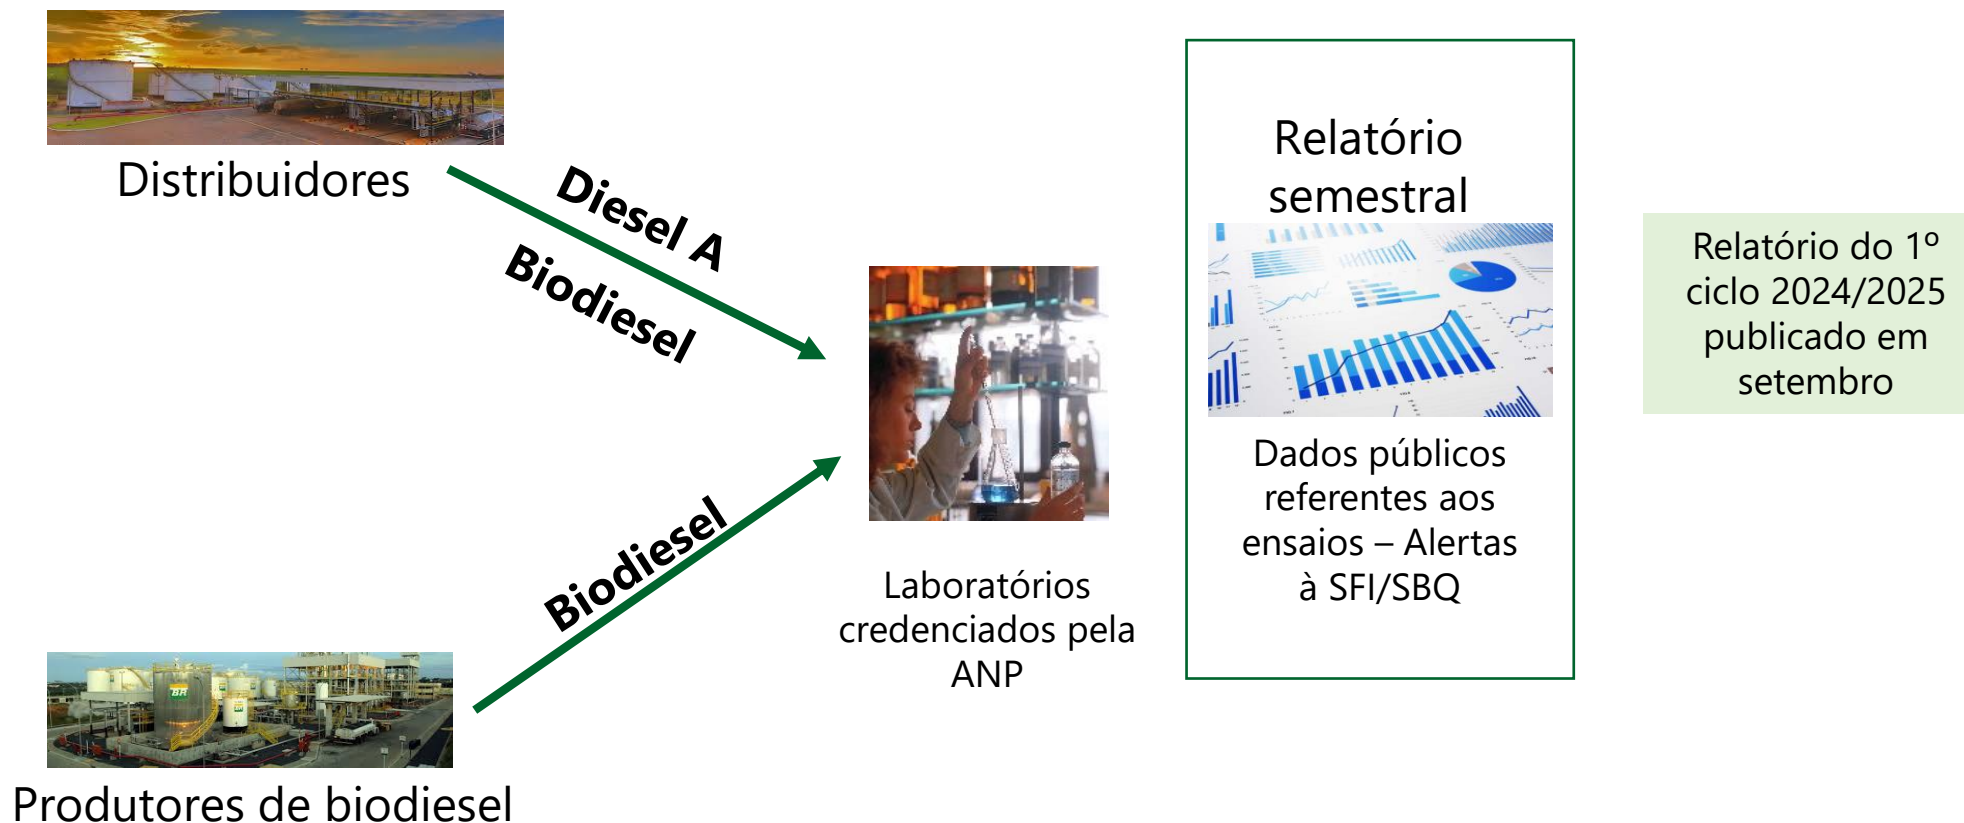 Distribuidores
Diesel A
Biodiesel
Biodiesel
BR
Produtores de biodiesel
Laboratórios
credenciados pela
ANP
Relatório
semestral
Dados públicos
referentes aos
ensaios – Alertas
à SFI/SBQ
Relatório do 1º
ciclo 2024/2025
publicado em
setembro